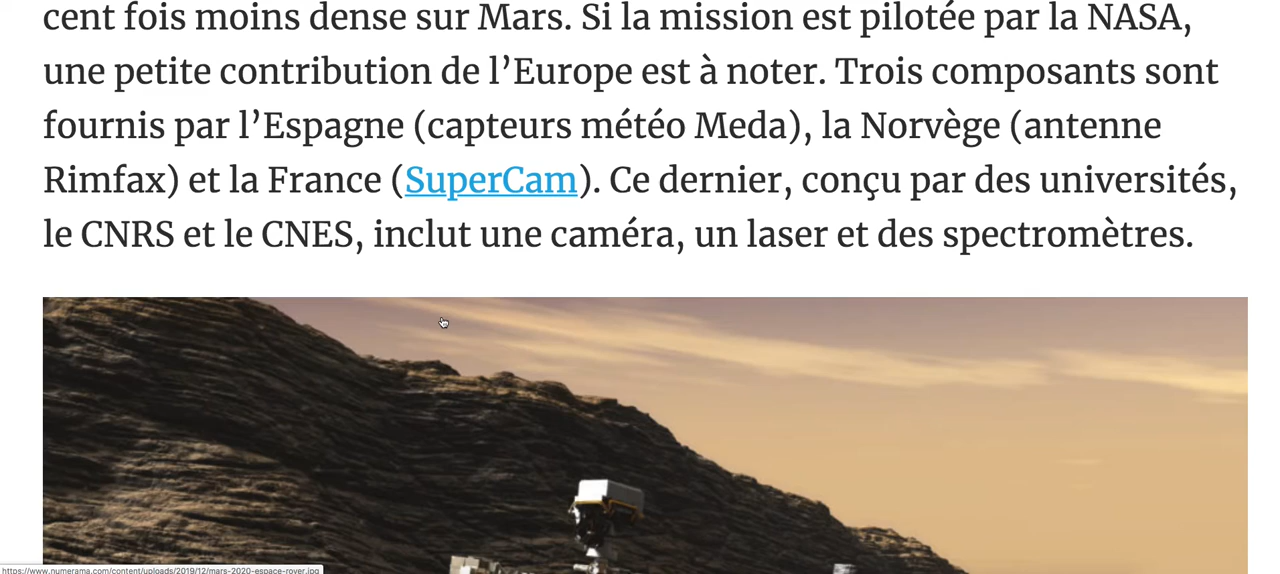 cent fois moins dense sur Mars. Si la mission est pilotée par la NASA,
une petite contribution de l’Europe est à noter. Trois composants sont
fournis par l’Espagne (capteurs météo Meda), la Norvège (antenne
Rimfax) et la France (SuperCam). Ce dernier, conçu par des universités,
le CNRS et le CNES, inclut une caméra, un laser et des spectromètres.
https://www.numerama.com/content/uploads/2019/12/mars-2020-espace-rover.jpg